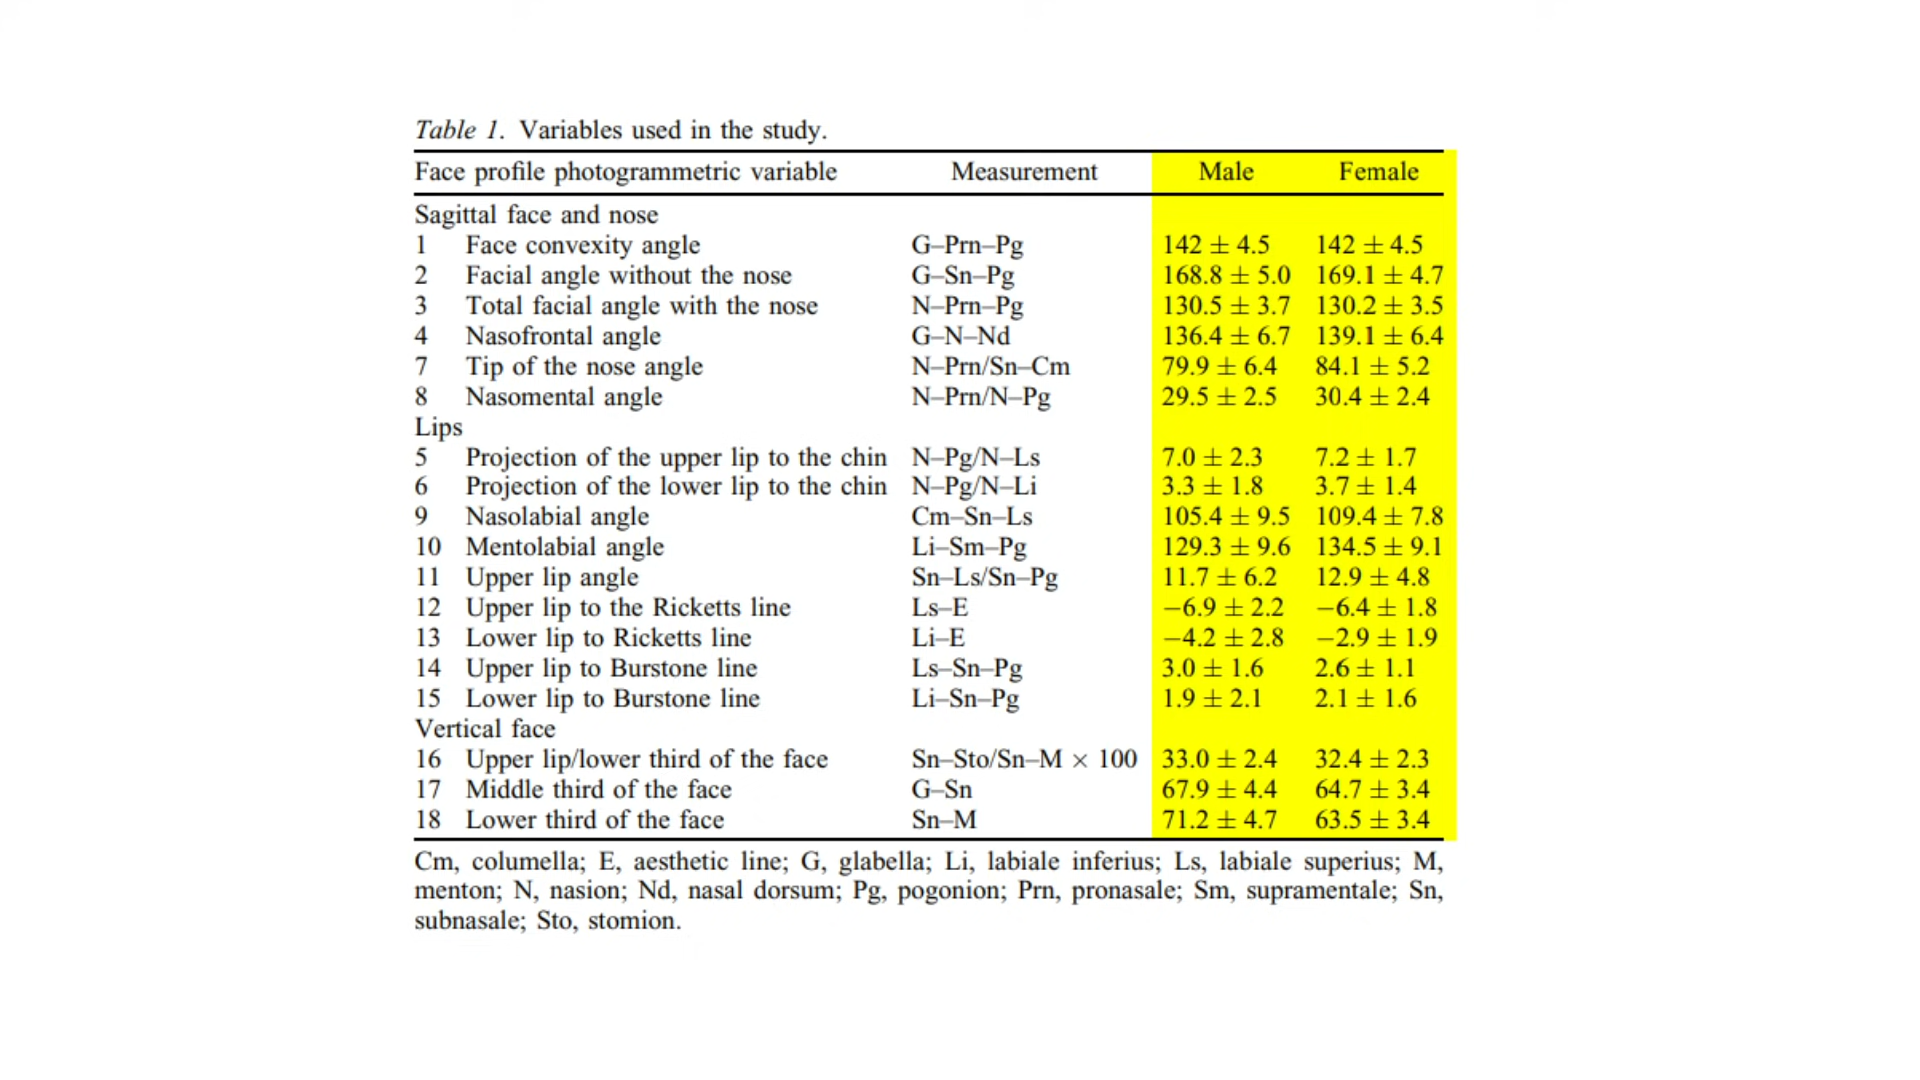 Table 1. Variables used in the study.
Face profile photogrammetric variable Measurement Male Female
Sagittal face and nose
1 Face convexity angle G–Prn–Pg 142 ± 4.5 142 ± 4.5
2 Facial angle without the nose G–Sn–Pg 168.8 ± 5.0 169.1 ± 4.7
3 Total facial angle with the nose N–Prn–Pg 130.5 ± 3.7 130.2 ± 3.5
4 Nasofrontal angle G–N–Nd 136.4 ± 6.7 139.1 ± 6.4
7 Tip of the nose angle N–Prn/Sn–Cm 79.9 ± 6.4 84.1 ± 5.2
8 Nasomental angle N–Prn/N–Pg 29.5 ± 2.5 30.4 ± 2.4
Lips
5 Projection of the upper lip to the chin N–Pg/N–Ls 7.0 ± 2.3 7.2 ± 1.7
6 Projection of the lower lip to the chin N–Pg/N–Li 3.3 ± 1.8 3.7 ± 1.4
9 Nasolabial angle Cm–Sn–Ls 105.4 ± 9.5 109.4 ± 7.8
10 Mentolabial angle Li–Sm–Pg 129.3 ± 9.6 134.5 ± 9.1
11 Upper lip angle Sn–Ls/Sn–Pg 11.7 ± 6.2 12.9 ± 4.8
12 Upper lip to the Ricketts line Ls–E −6.9 ± 2.2 −6.4 ± 1.8
13 Lower lip to Ricketts line Li–E −4.2 ± 2.8 −2.9 ± 1.9
14 Upper lip to Burstone line Ls–Sn–Pg 3.0 ± 1.6 2.6 ± 1.1
15 Lower lip to Burstone line Li–Sn–Pg 1.9 ± 2.1 2.1 ± 1.6
Vertical face
16 Upper lip/lower third of the face Sn–Sto/Sn–M × 100 33.0 ± 2.4 32.4 ± 2.3
17 Middle third of the face G–Sn 67.9 ± 4.4 64.7 ± 3.4
18 Lower third of the face Sn–M 71.2 ± 4.7 63.5 ± 3.4
Cm, columella; E, aesthetic line; G, glabella; Li, labiale inferius; Ls, labiale superius; M,
menton; N, nasion; Nd, nasal dorsum; Pg, pogonion; Prn, pronasale; Sm, supramentale; Sn,
subnasale; Sto, stomion.